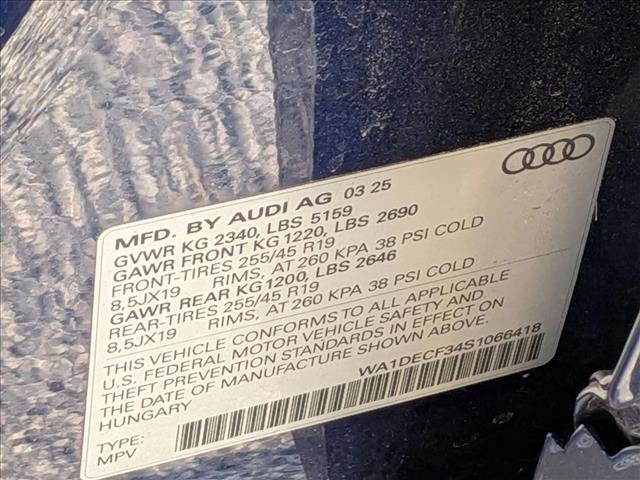 MFD. BY AUDI AG 03 25
GVWR KG 2340, LBS 5159
GAWR FRONT KG 1220, LBS 2690
FRONT-TIRES 255/45 R19
8,5JX19 RIMS, AT 260 KPA 38 PSI COLD
GAWR REAR KG 1200, LBS 2646
REAR-TIRES 255/45 R19
8,5JX19 RIMS, AT 260 KPA 38 PSI COLD
THIS VEHICLE CONFORMS TO ALL APPLICABLE
U.S. FEDERAL MOTOR VEHICLE SAFETY AND
THEFT PREVENTION STANDARDS IN EFFECT ON
THE DATE OF MANUFACTURE SHOWN ABOVE.
HUNGARY
WA1DECF34S1066418
TYPE:
MPV